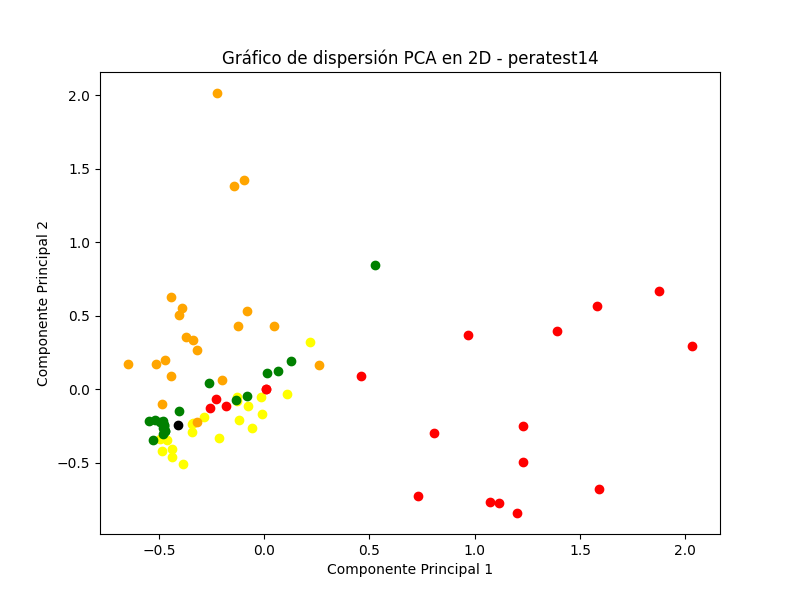 Gráfico de dispersión PCA en 2D - peratest14
2.0
1.5
1.0
0.5
0.0
−0.5
Componente Principal 2
−0.5 0.0 0.5 1.0 1.5 2.0
Componente Principal 1